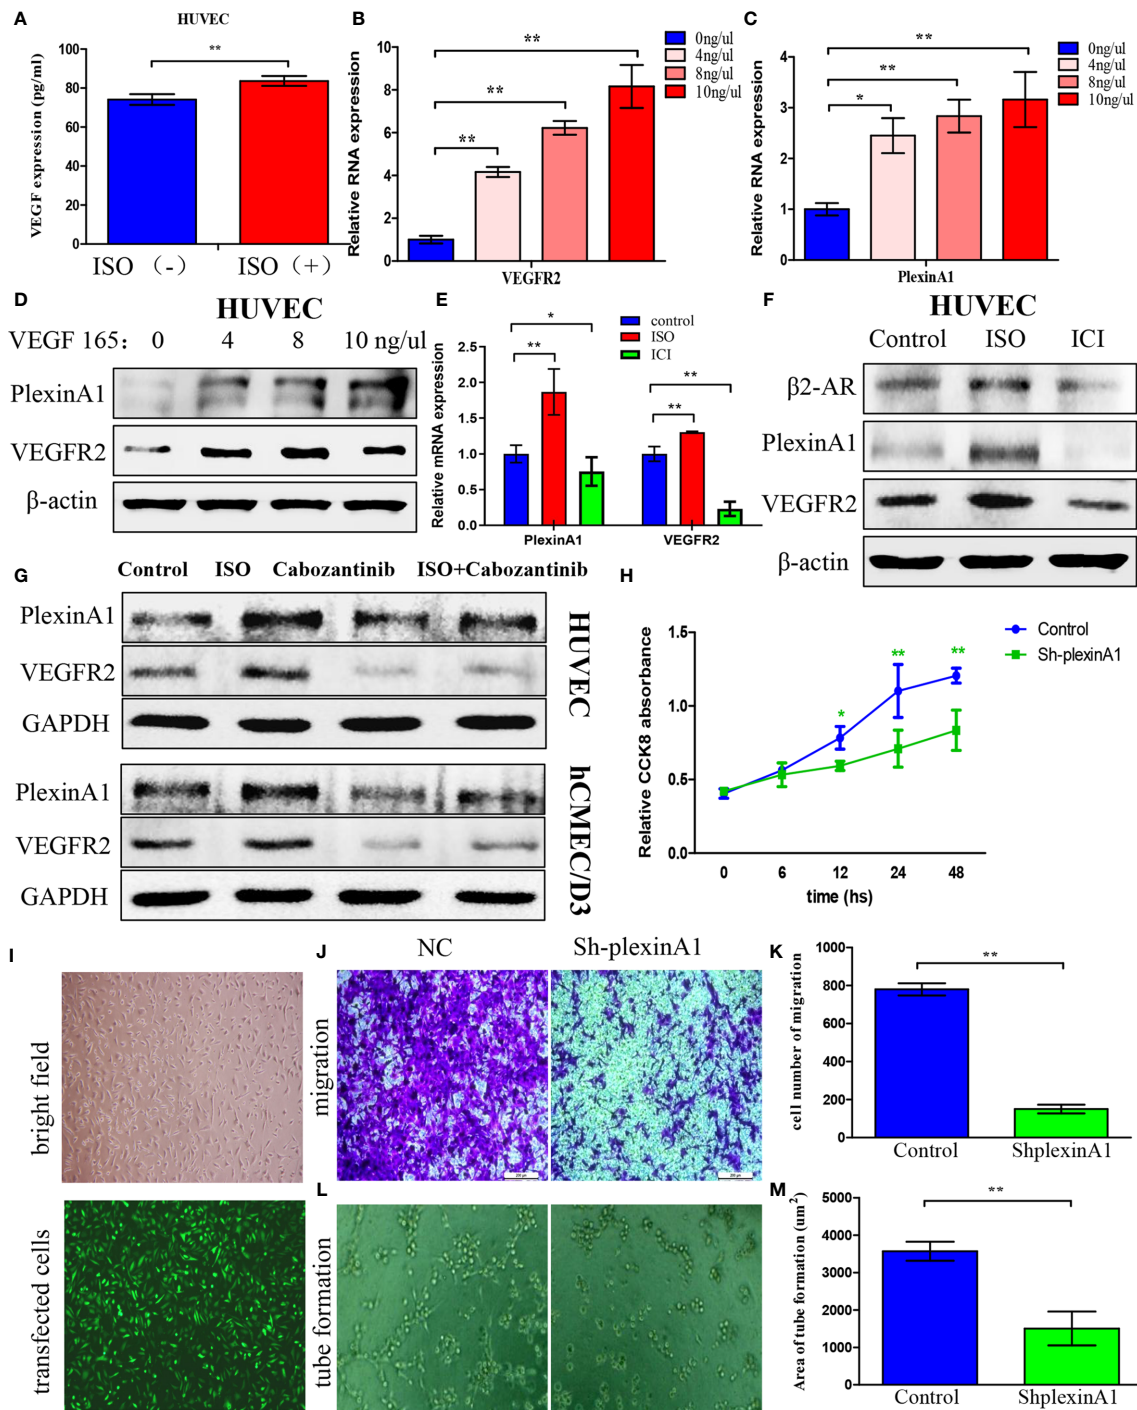 A
HUVEC
VEGF expression (pg/ml)
100
80
60
40
20
0
**
ISO （-）
ISO （+）
B
Relative RNA expression
10
8
6
4
2
0
**
**
**
VEGFR2
0ng/ul
4ng/ul
8ng/ul
10ng/ul
C
Relative RNA expression
4
3
2
1
0
**
**
*
PlexinA1
0ng/ul
4ng/ul
8ng/ul
10ng/ul
D
HUVEC
VEGF 165： 0 4 8 10 ng/ul
PlexinA1
VEGFR2
β-actin
E
control
ISO
ICI
Relative mRNA expression
2.5
2.0
1.5
1.0
0.5
0.0
*
**
**
**
PlexinA1 VEGFR2
F
HUVEC
Control ISO ICI
β2-AR
PlexinA1
VEGFR2
β-actin
G
Control ISO Cabozantinib ISO+Cabozantinib
PlexinA1
VEGFR2
GAPDH
HUVEC
PlexinA1
VEGFR2
GAPDH
hCMEC/D3
H
Relative CCK8 absorbance
1.5
1.0
0.5
0.0
*
**
**
0 6 12 24 48
time (hs)
Control
Sh-plexinA1
I
bright field
transfected cells
J
NC Sh-plexinA1
migration
K
cell number of migration
1000
800
600
400
200
0
**
Control ShplexinA1
L
tube formation
M
Area of tube formation (um²)
5000
4000
3000
2000
1000
0
**
Control ShplexinA1